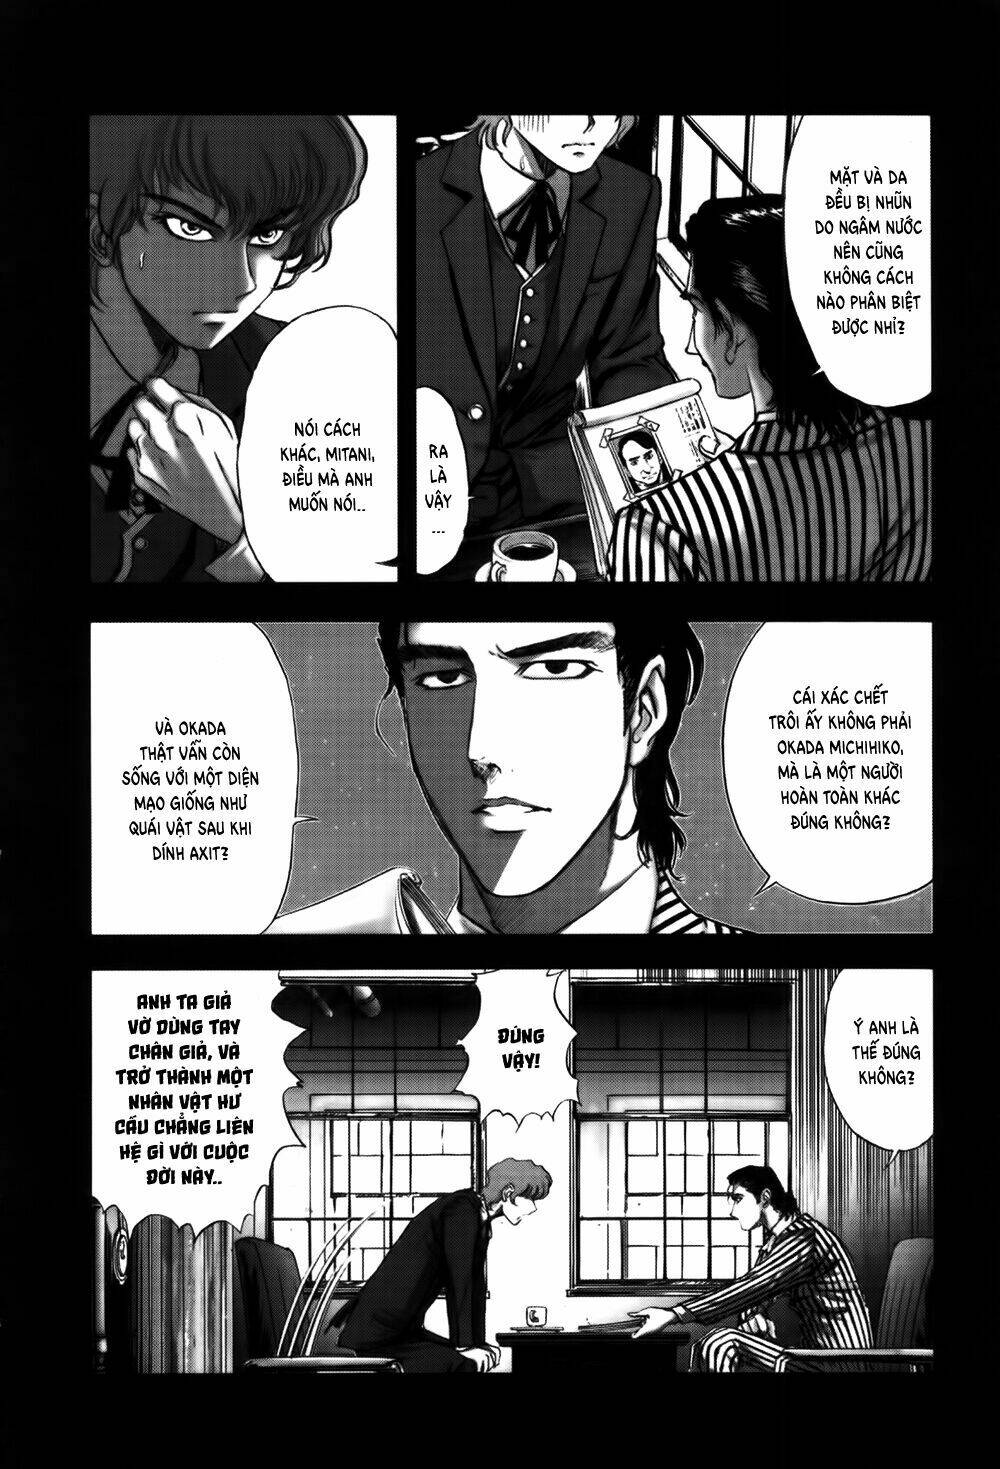 MẶT VÀ DA
ĐỀU BỊ NHŨN
DO NGÂM NƯỚC
NÊN CŨNG
KHÔNG CÁCH
NÀO PHÂN BIỆT
ĐƯỢC NHỈ?
RA
LÀ
VẬY
...
NÓI CÁCH
KHÁC, MITANI,
ĐIỀU MÀ ANH
MUỐN NÓI..
CÁI XÁC CHẾT
TRÔI ẤY KHÔNG PHẢI
OKADA MICHIHIKO,
MÀ LÀ MỘT NGƯỜI
HOÀN TOÀN KHÁC
ĐÚNG KHÔNG?
VÀ OKADA
THẬT VẪN CÒN
SỐNG VỚI MỘT DIỆN
MẠO GIỐNG NHƯ
QUÁI VẬT SAU KHI
DÍNH AXIT?
Ý ANH LÀ
THẾ ĐÚNG
KHÔNG?
ĐÚNG
VẬY!
ANH TA GIẢ
VỜ DÙNG TAY
CHÂN GIẢ, VÀ
TRỞ THÀNH MỘT
NHÂN VẬT HƯ
CẤU CHẲNG LIÊN
HỆ GÌ VỚI CUỘC
ĐỜI NÀY..